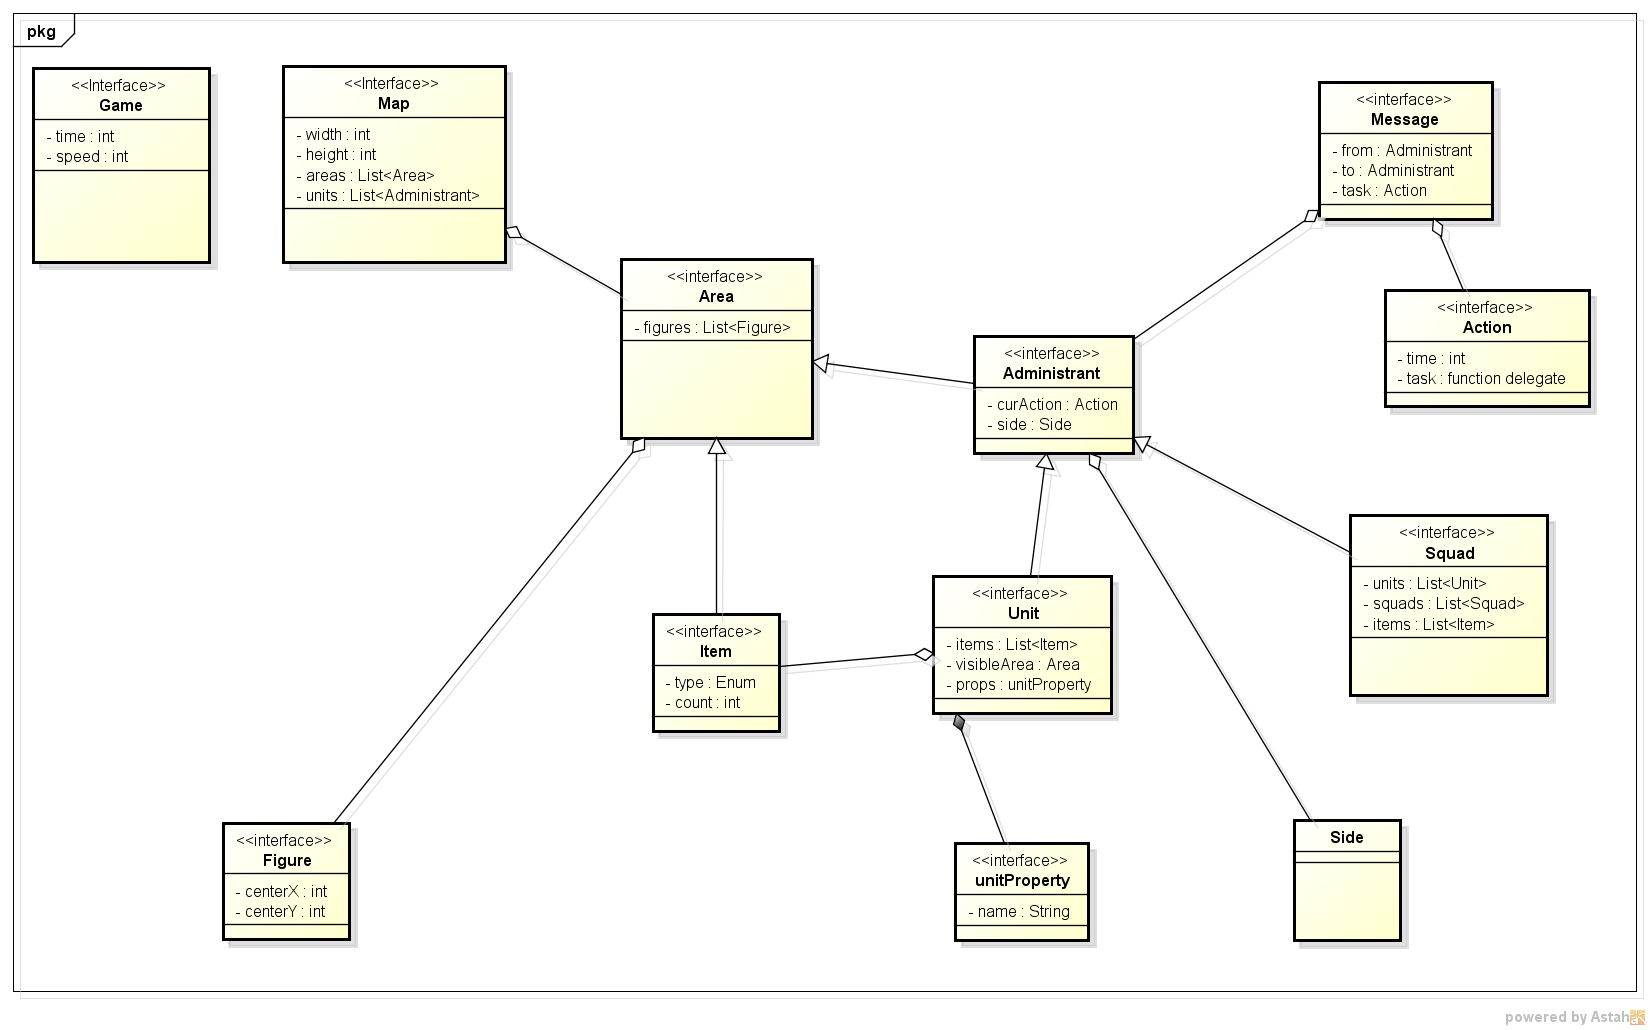 pkg
<<Interface>>
Game
- time : int
- speed : int
<<Interface>>
Map
- width : int
- height : int
- areas : List<Area>
- units : List<Administrant>
<<interface>>
Message
- from : Administrant
- to : Administrant
- task : Action
<<interface>>
Area
- figures : List<Figure>
<<interface>>
Action
- time : int
- task : function delegate
<<interface>>
Administrant
- curAction : Action
- side : Side
<<interface>>
Squad
- units : List<Unit>
- squads : List<Squad>
- items : List<Item>
<<interface>>
Unit
- items : List<Item>
- visibleArea : Area
- props : unitProperty
<<interface>>
Item
- type : Enum
- count : int
<<interface>>
Figure
- centerX : int
- centerY : int
<<interface>>
unitProperty
- name : String
Side
powered by Astah